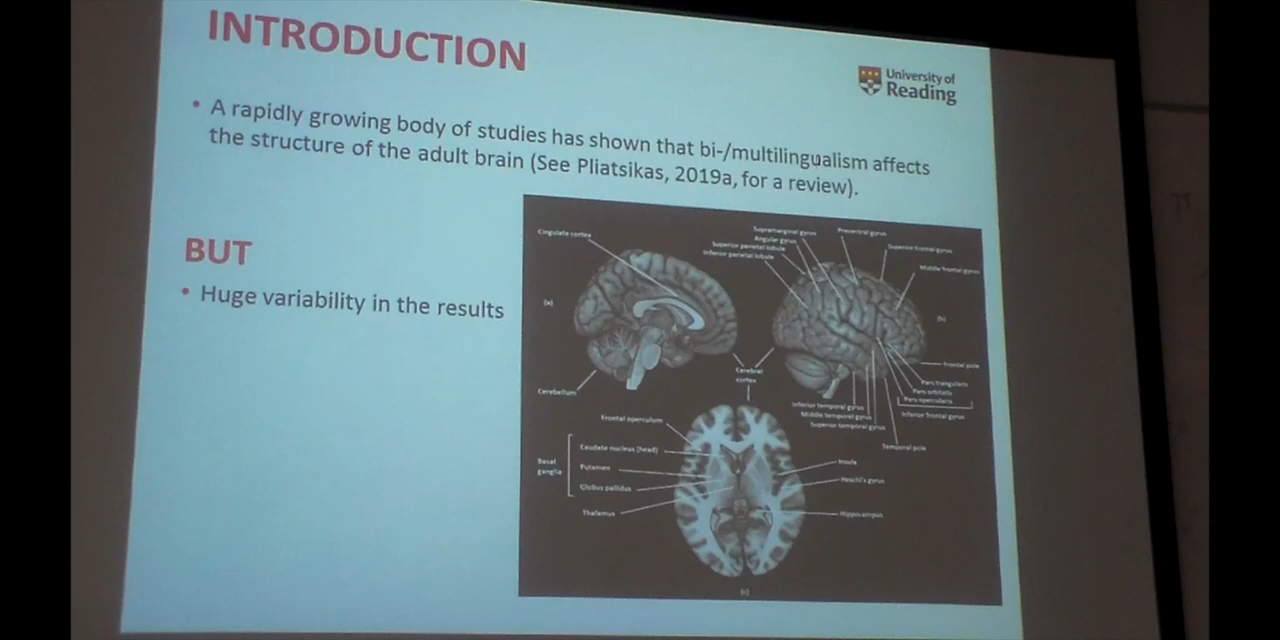 INTRODUCTION
University of
Reading
• A rapidly growing body of studies has shown that bi-/multilingualism affects
the structure of the adult brain (See Pliatsikas, 2019a, for a review).
BUT
• Huge variability in the results
Cingulate cortex
Supramarginal gyrus
Angular gyrus
Superior parietal lobule
Inferior parietal lobule
Precentral gyrus
Superior frontal gyrus
Middle frontal gyrus
(a)
(b)
Cerebral
cortex
Frontal pole
Pars triangularis
Pars orbitalis
Pars opercularis
Inferior frontal gyrus
Cerebellum
Inferior temporal gyrus
Middle temporal gyrus
Superior temporal gyrus
Temporal pole
Frontal operculum
Basal
ganglia
Caudate nucleus (head)
Putamen
Globus pallidus
Thalamus
Insula
Heschl's gyrus
Hippocampus
(c)